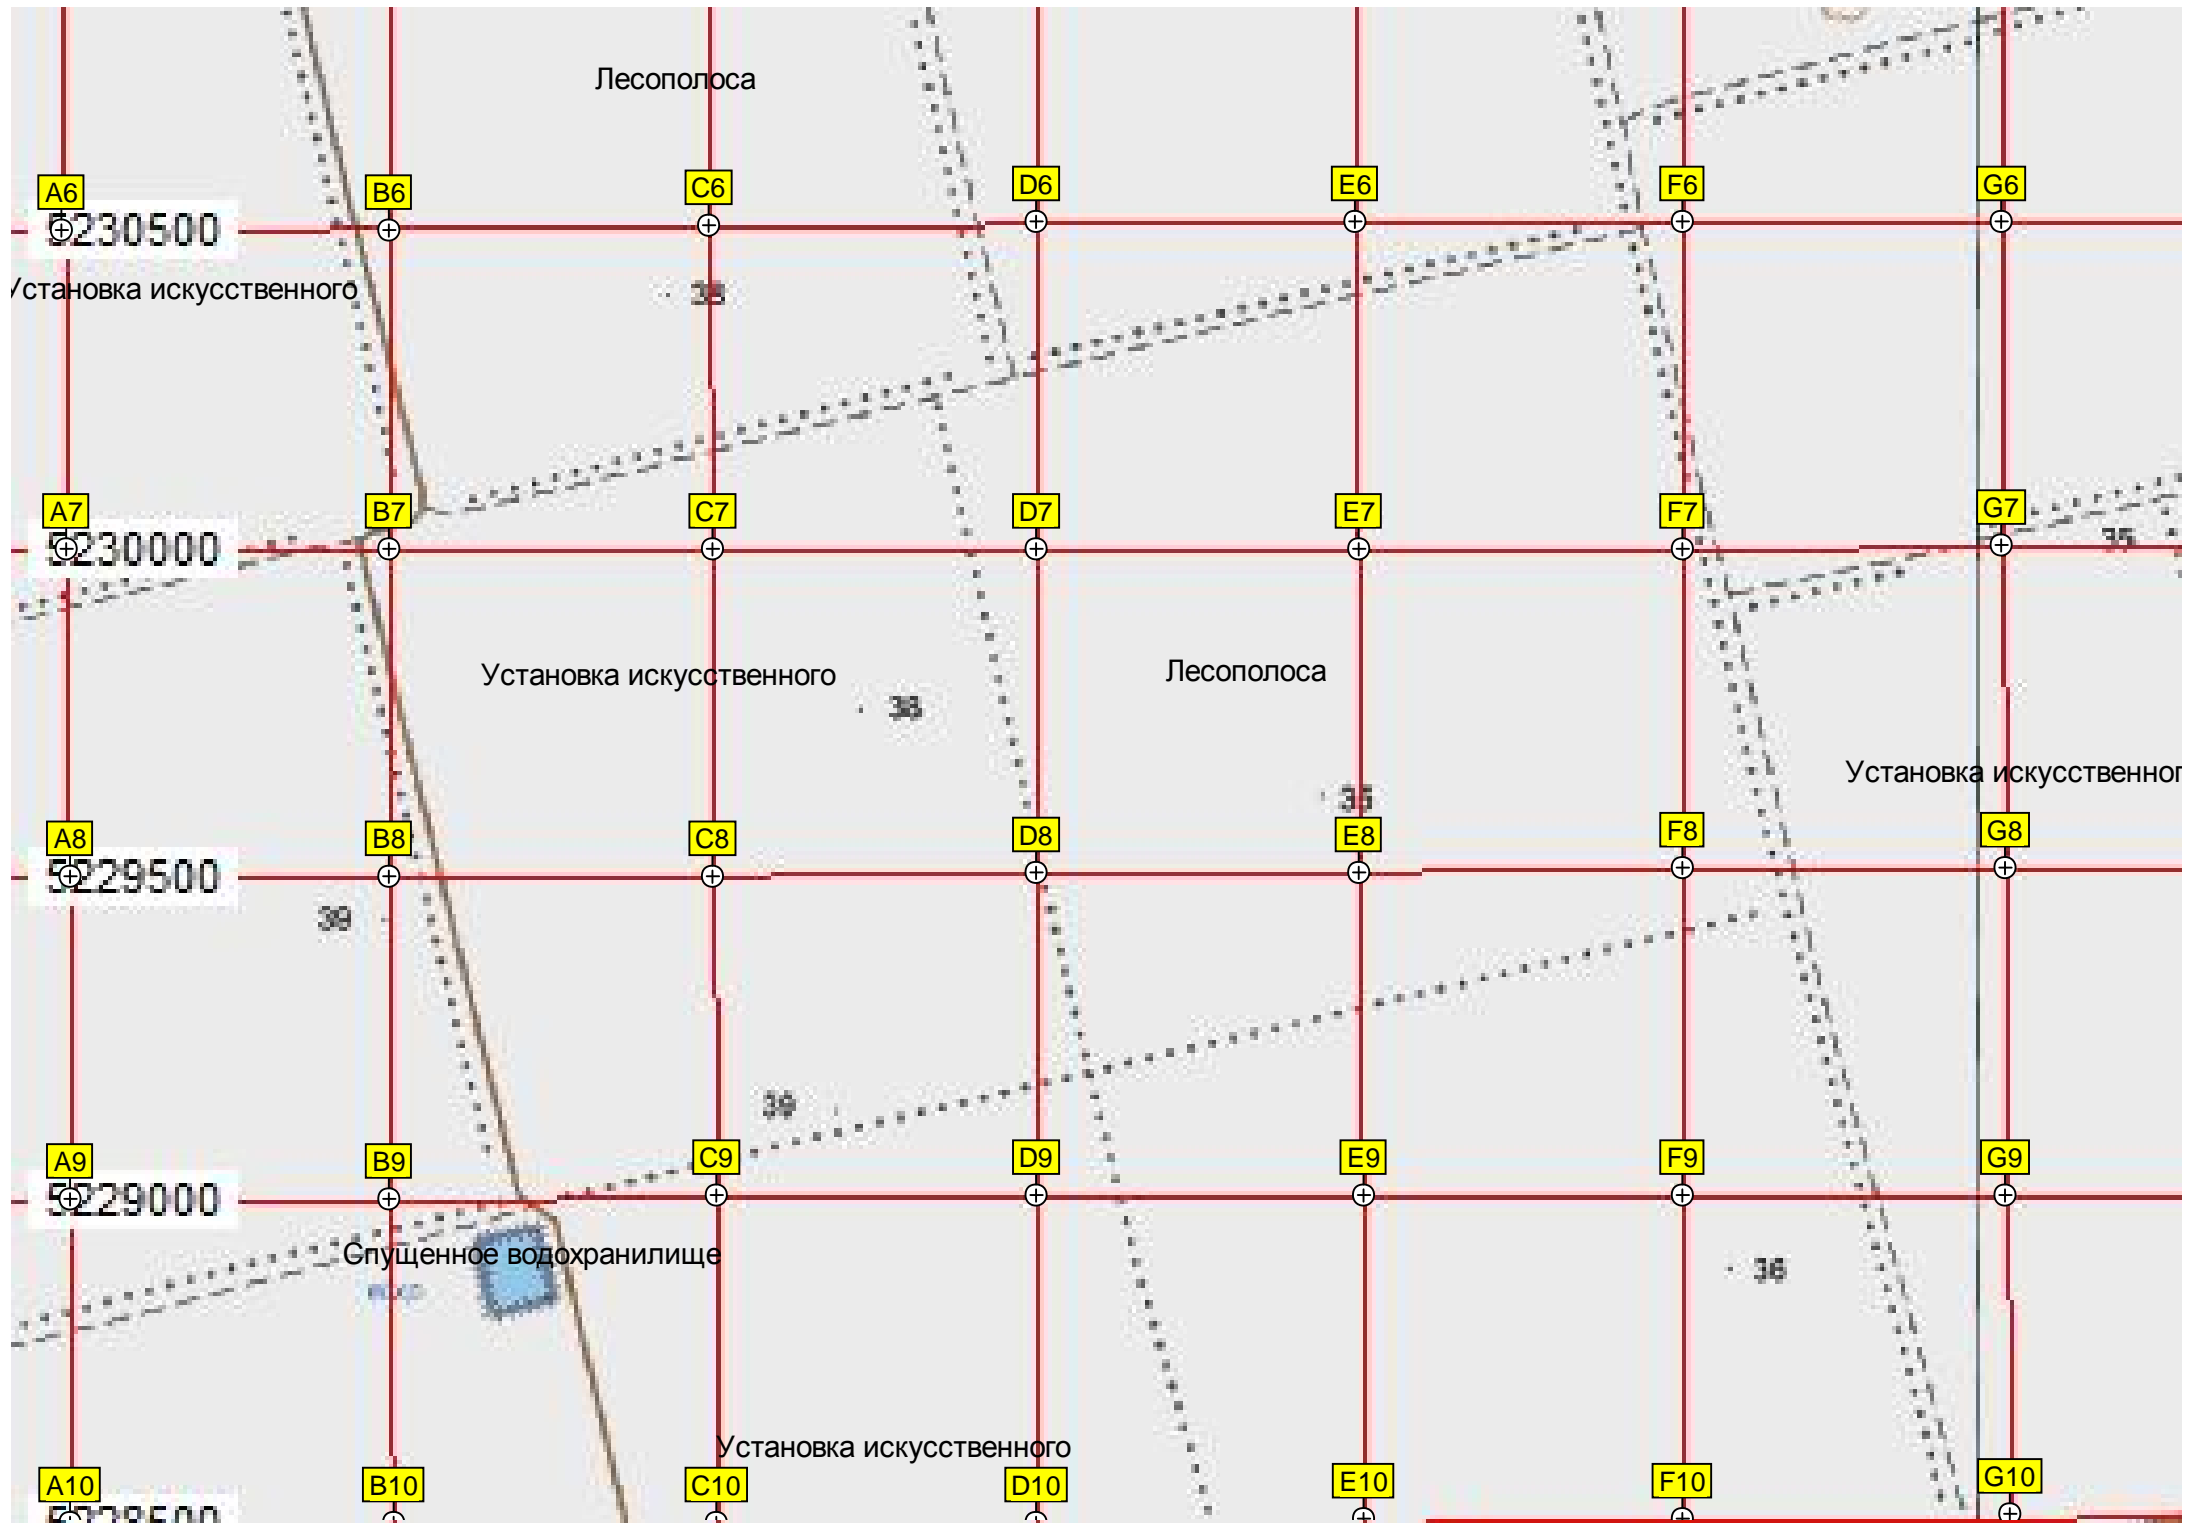 Лесополоса
A6
B6
C6
D6
E6
F6
G6
5230500
Установка искусственного
38
A7
B7
C7
D7
E7
F7
G7
5230000
35
Установка искусственного
Лесополоса
38
Установка искусственног
A8
B8
C8
D8
E8
F8
G8
5229500
39
39
A9
B9
C9
D9
E9
F9
G9
5229000
Спущенное водохранилище
36
Установка искусственного
A10
B10
C10
D10
E10
F10
G10
5228500